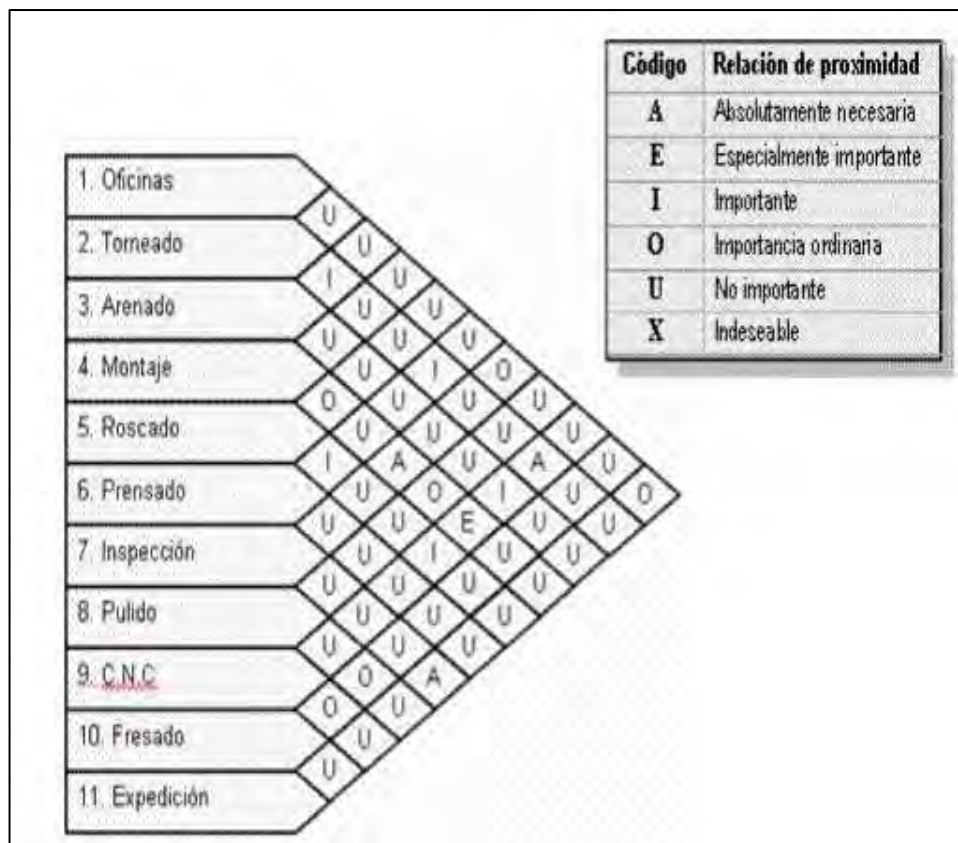 Código Relación de proximidad
A Absolutamente necesaria
E Especialmente importante
I Importante
O Importancia ordinaria
U No importante
X Indeseable
1. Oficinas
U
2. Torneado
U
I U
3. Arenado
U U
U U U
4. Montaje
U I O
O U U U
5. Roscado
U U U U
I A U A U
6. Prensado
U O I U O
U U E U U
7. Inspección
U I U U
U U U U
8. Pulido
U U U
U U U
9. C.N.C.
O A
O U
10. Fresado
U
U
11. Expedición